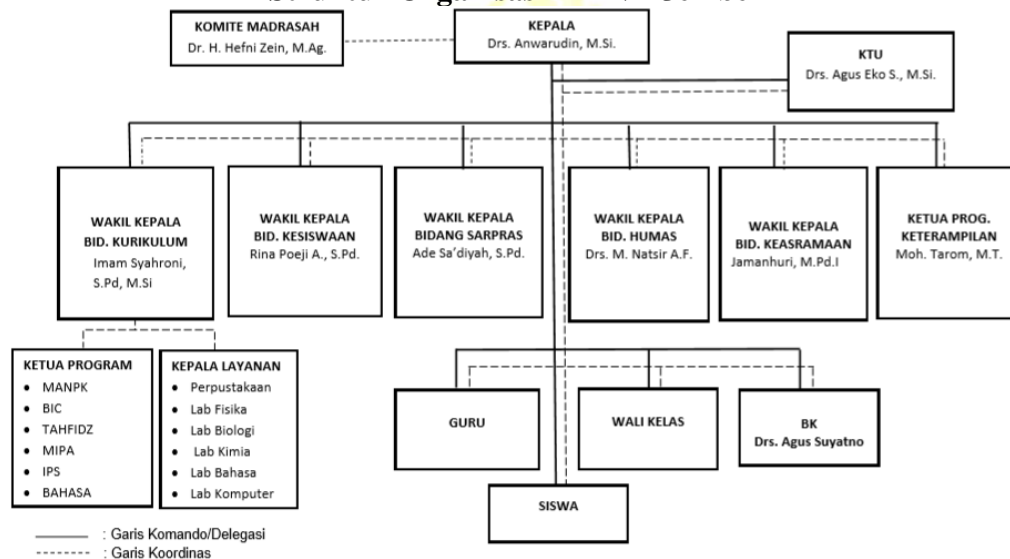 KOMITE MADRASAH
Dr. H. Hefni Zein, M.Ag.
KEPALA
Drs. Anwarudin, M.Si.
KTU
Drs. Agus Eko S., M.Si.
WAKIL KEPALA
BID. KURIKULUM
Imam Syahroni,
S.Pd, M.Si
WAKIL KEPALA
BID. KESISWAAN
Rina Poeji A., S.Pd.
WAKIL KEPALA
BIDANG SARPRAS
Ade Sa'diyah, S.Pd.
WAKIL KEPALA
BID. HUMAS
Drs. M. Natsir A.F.
WAKIL KEPALA
BID. KEASRAMAAN
Jamanhuri, M.Pd.I
KETUA PROG.
KETERAMPILAN
Moh. Tarom, M.T.
KETUA PROGRAM
• MANPK
• BIC
• TAHFIDZ
• MIPA
• IPS
• BAHASA
KEPALA LAYANAN
• Perpustakaan
• Lab Fisika
• Lab Biologi
• Lab Kimia
• Lab Bahasa
• Lab Komputer
GURU
WALI KELAS
BK
Drs. Agus Suyatno
SISWA
: Garis Komando/Delegasi
: Garis Koordinas